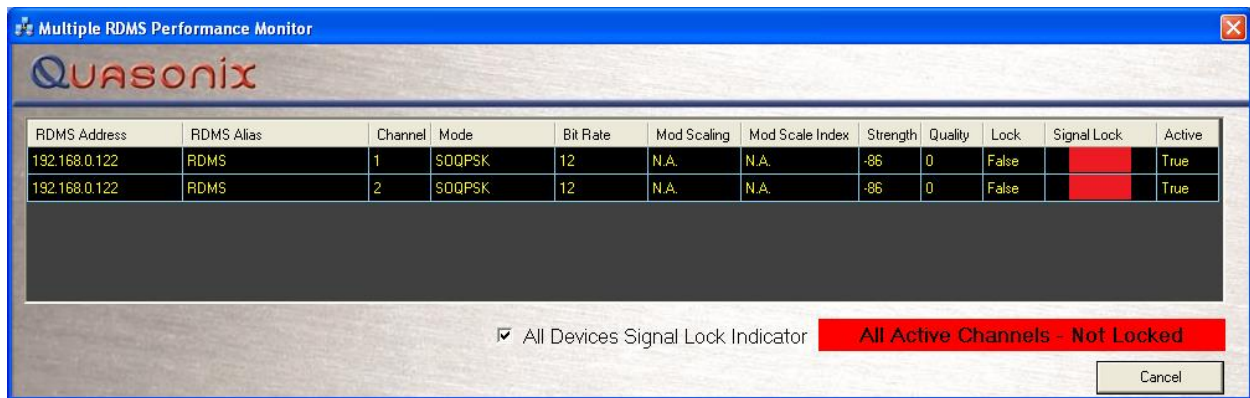 Multiple RDMS Performance Monitor
Quasonix
RDMS Address RDMS Alias Channel Mode Bit Rate Mod Scaling Mod Scale Index Strength Quality Lock Signal Lock Active
192.168.0.122 RDMS 1 SOQPSK 12 N.A. N.A. -86 0 False True
192.168.0.122 RDMS 2 SOQPSK 12 N.A. N.A. -86 0 False True
All Devices Signal Lock Indicator All Active Channels - Not Locked
Cancel